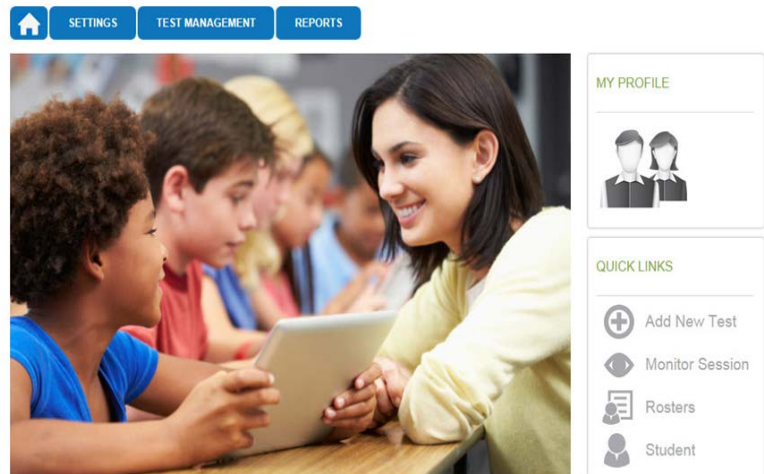 SETTINGS
TEST MANAGEMENT
REPORTS
MY PROFILE
QUICK LINKS
Add New Test
Monitor Session
Rosters
Student